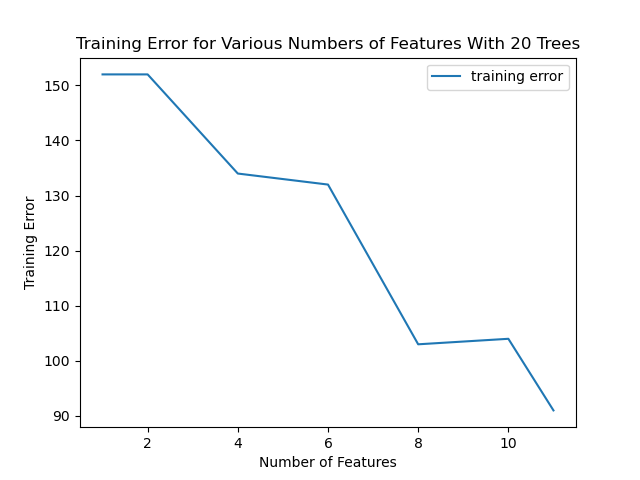 Training Error for Various Numbers of Features With 20 Trees
training error
150
140
130
120
110
100
90
Training Error
2 4 6 8 10
Number of Features